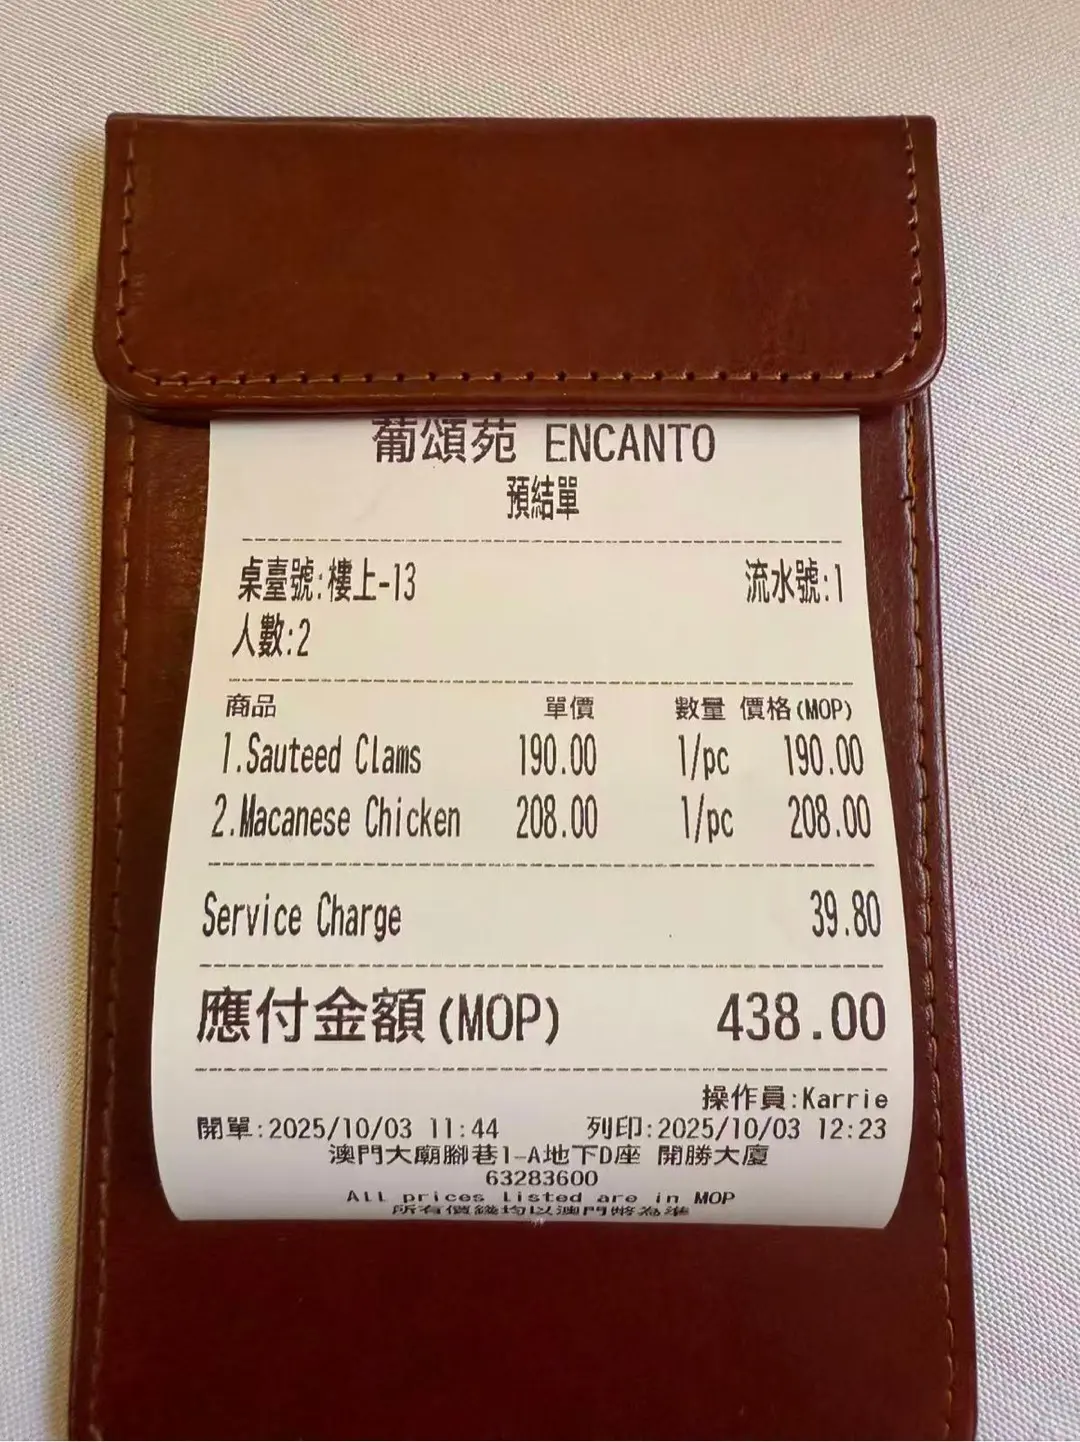 葡頌苑 ENCANTO
預結單
桌臺號:樓上-13 流水號:1
人數:2
商品 單價 數量 價格(MOP)
1.Sauteed Clams 190.00 1/pc 190.00
2.Macanese Chicken 208.00 1/pc 208.00
Service Charge 39.80
應付金額(MOP) 438.00
操作員:Karrie
開單:2025/10/03 11:44 列印:2025/10/03 12:23
澳門大廟腳巷1-A地下D座 開勝大廈
63283600
All prices listed are in MOP
所有價錢均以澳門幣為準